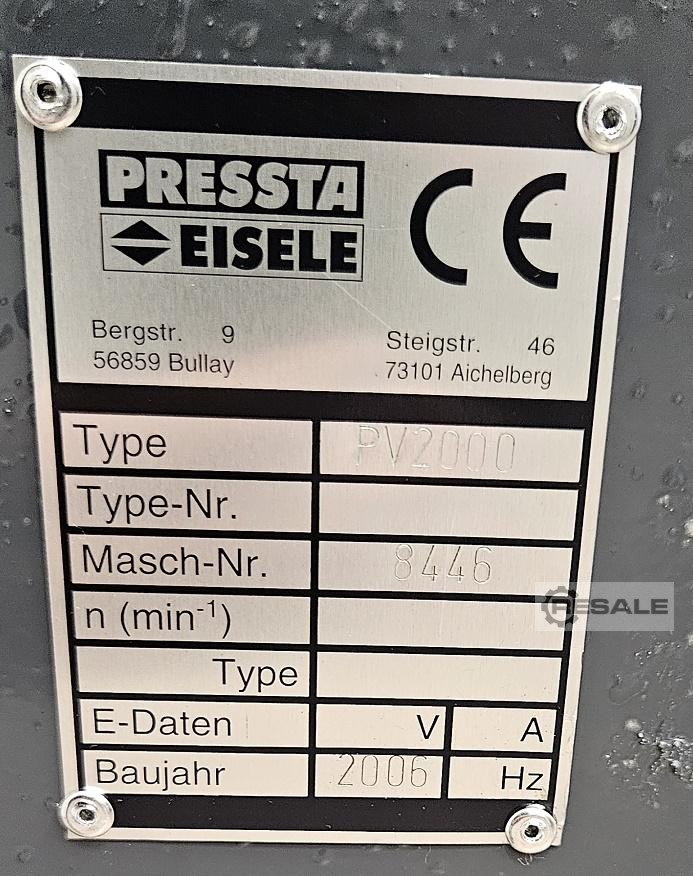 PRESSTA
EISELE
CE
Bergstr. 9
56859 Bullay
Steigstr. 46
73101 Aichelberg
Type PV2000
Type-Nr.
Masch-Nr. 8446
n (min⁻¹)
Type
E-Daten V A
Baujahr 2006 Hz
RESALE